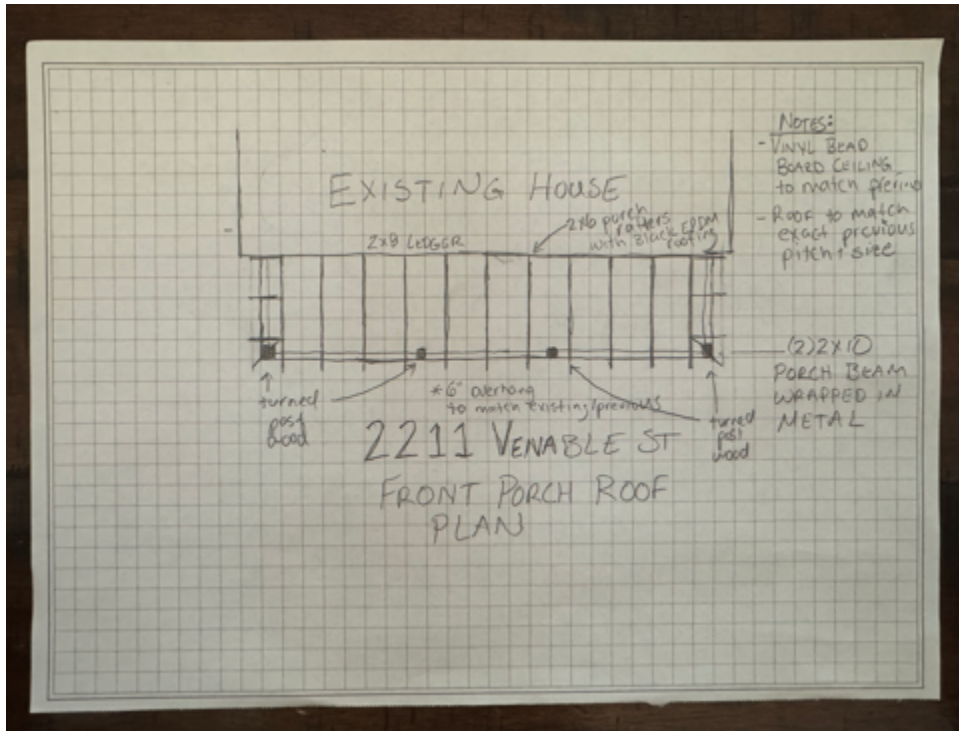 NOTES:
- VINYL BEAD
BOARD CEILING
to match
- ROOF to match
exact previous
pitch & size
EXISTING HOUSE
2x6 porch
rafters
with Black EPDM
roofing
2x8 LEDGER
(2) 2x10
PORCH BEAM
WRAPPED IN
METAL
turned
post
wood
*6" overhang
to match existing/previous
turned
post
wood
2211 VENABLE ST
FRONT PORCH ROOF
PLAN